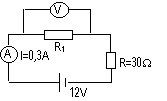 V
R₁
A
I=0,3A
R=30Ω
12V